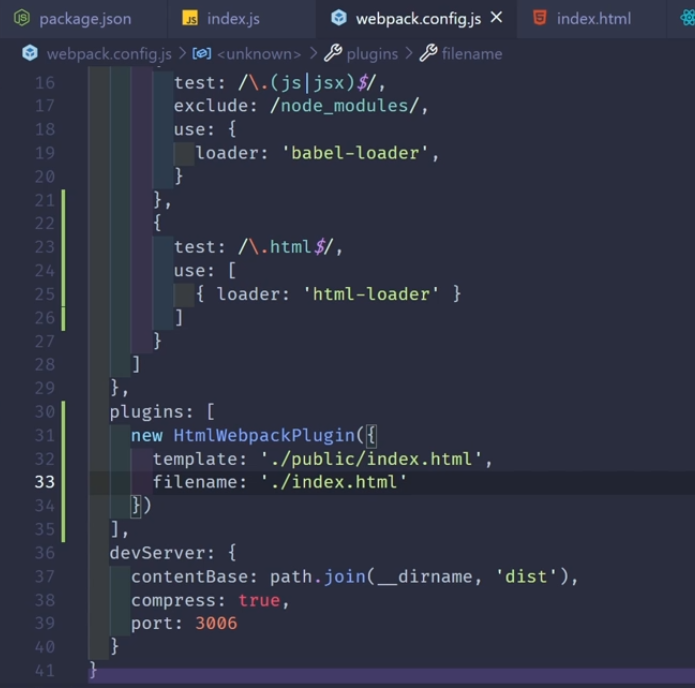 package.json index.js webpack.config.js × index.html
webpack.config.js > <unknown> > plugins > filename
16 test: /\.(js|jsx)$/,
17 exclude: /node_modules/,
18 use: {
19 loader: 'babel-loader',
20 }
21 },
22 {
23 test: /\.html$/,
24 use: [
25 { loader: 'html-loader' }
26 ]
27 }
28 ]
29 },
30 plugins: [
31 new HtmlWebpackPlugin({
32 template: './public/index.html',
33 filename: './index.html'
34 })
35 ],
36 devServer: {
37 contentBase: path.join(__dirname, 'dist'),
38 compress: true,
39 port: 3006
40 }
41 }